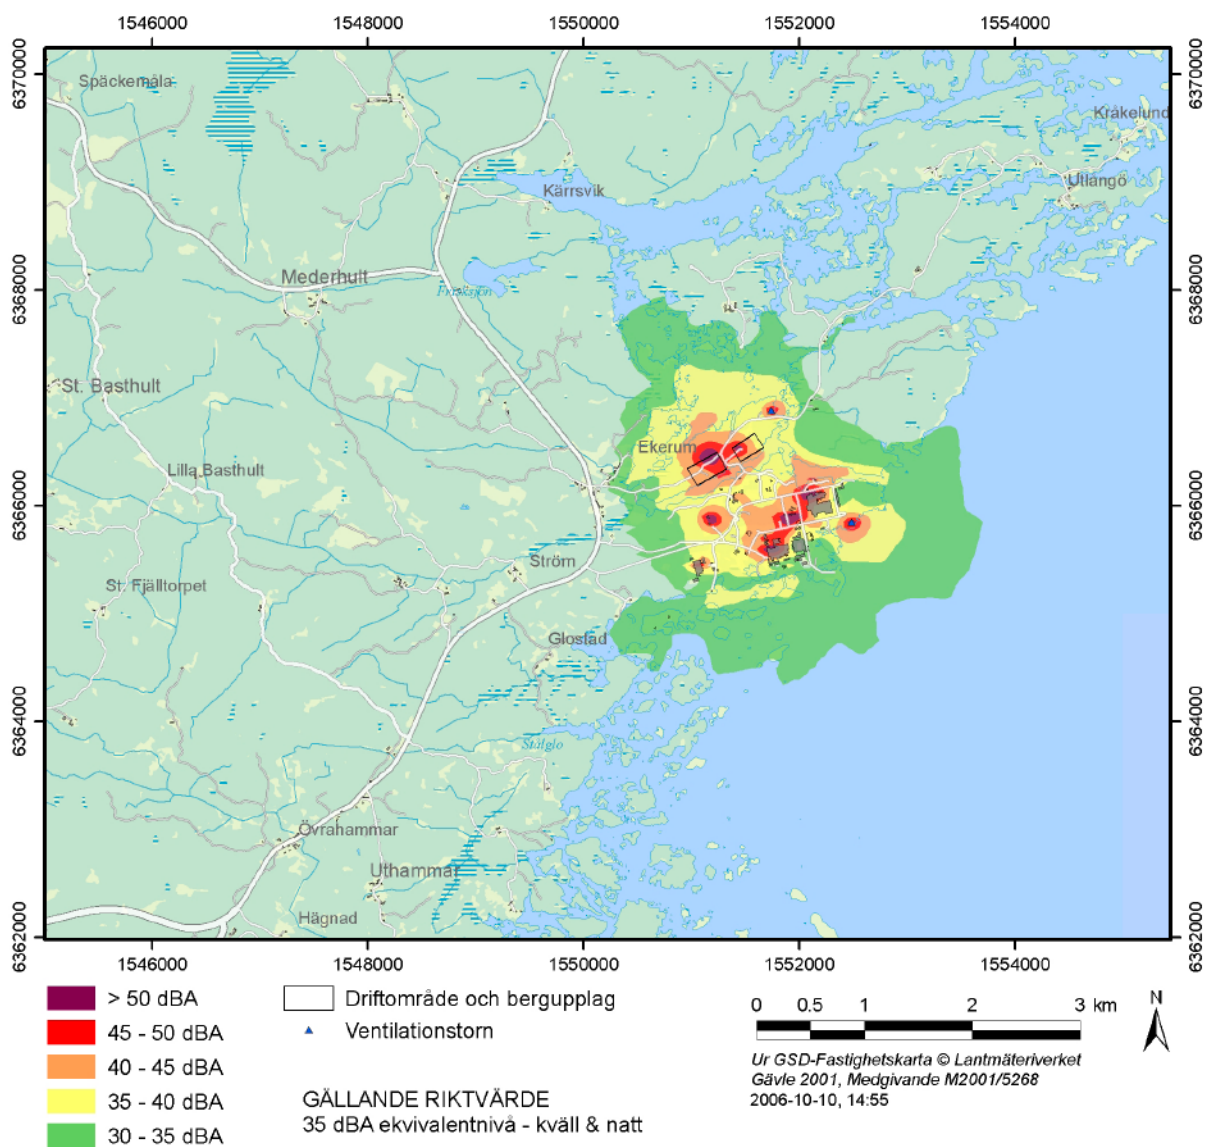 1546000 1548000 1550000 1552000 1554000
6370000 6370000
Späckemåla
Kråkelund
Utlångö
Kärrsvik
Mederhult
6368000 6368000
Fräsksjön
St. Basthult
Ekerum
Lilla Basthult
6366000 6366000
Ström
St. Fjälltorpet
Glostad
6364000 6364000
Stålglo
Övrahammar
Uthammar
Hägnad
6362000 6362000
1546000 1548000 1550000 1552000 1554000
> 50 dBA
45 - 50 dBA
40 - 45 dBA
35 - 40 dBA
30 - 35 dBA
Driftområde och bergupplag
Ventilationstorn
GÄLLANDE RIKTVÄRDE
35 dBA ekvivalentnivå - kväll & natt
0 0.5 1 2 3 km
N
Ur GSD-Fastighetskarta © Lantmäteriverket
Gävle 2001, Medgivande M2001/5268
2006-10-10, 14:55